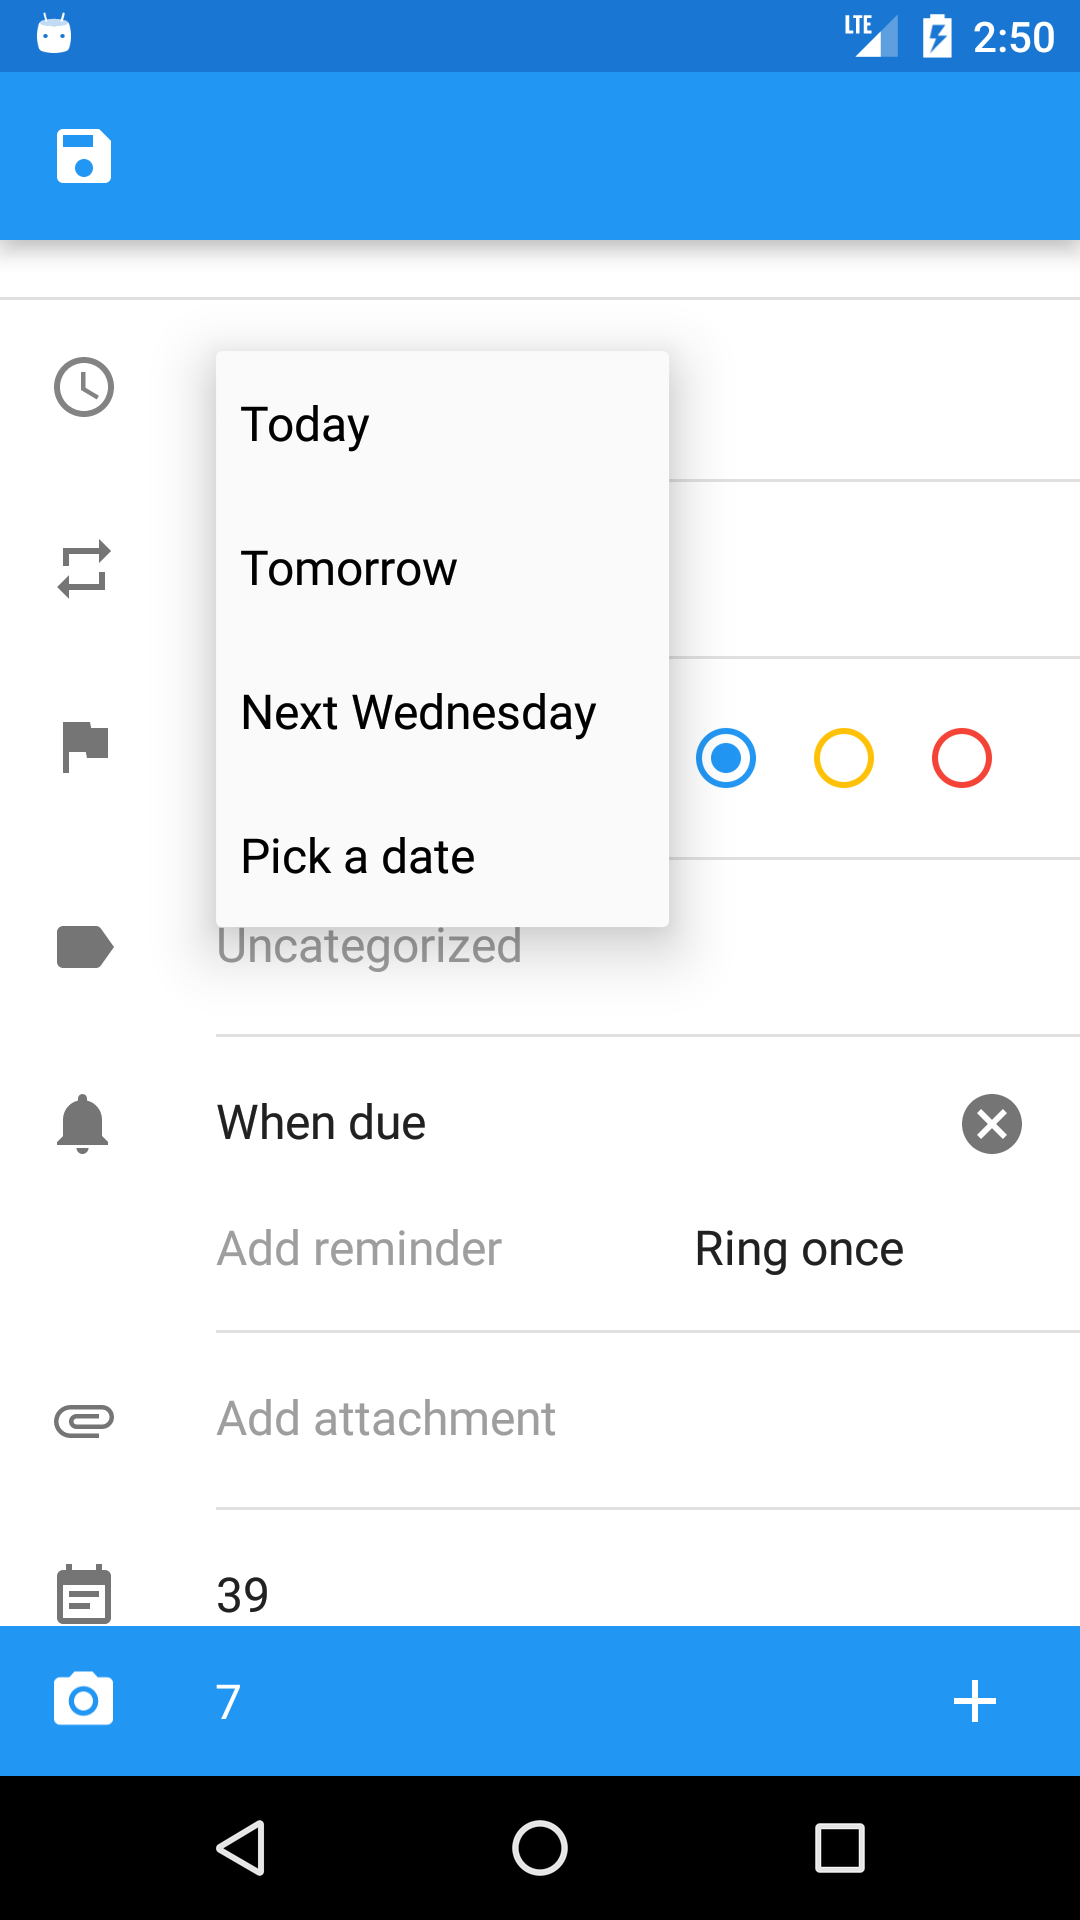 LTE 2:50
Today
Tomorrow
Next Wednesday
Pick a date
Uncategorized
When due
Add reminder Ring once
Add attachment
39
7